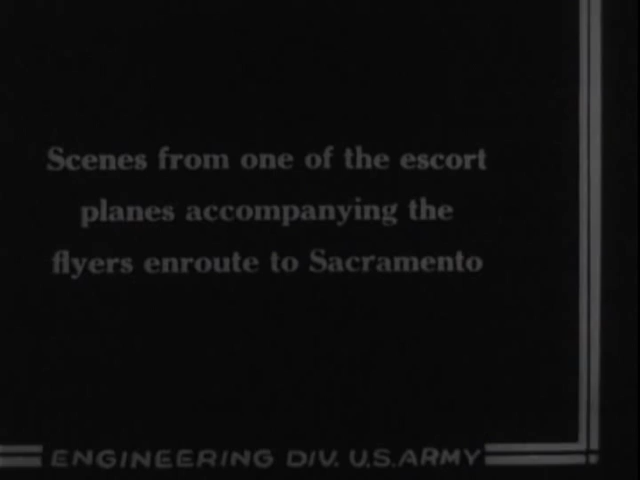 Scenes from one of the escort
planes accompanying the
flyers enroute to Sacramento
ENGINEERING DIV. U.S. ARMY